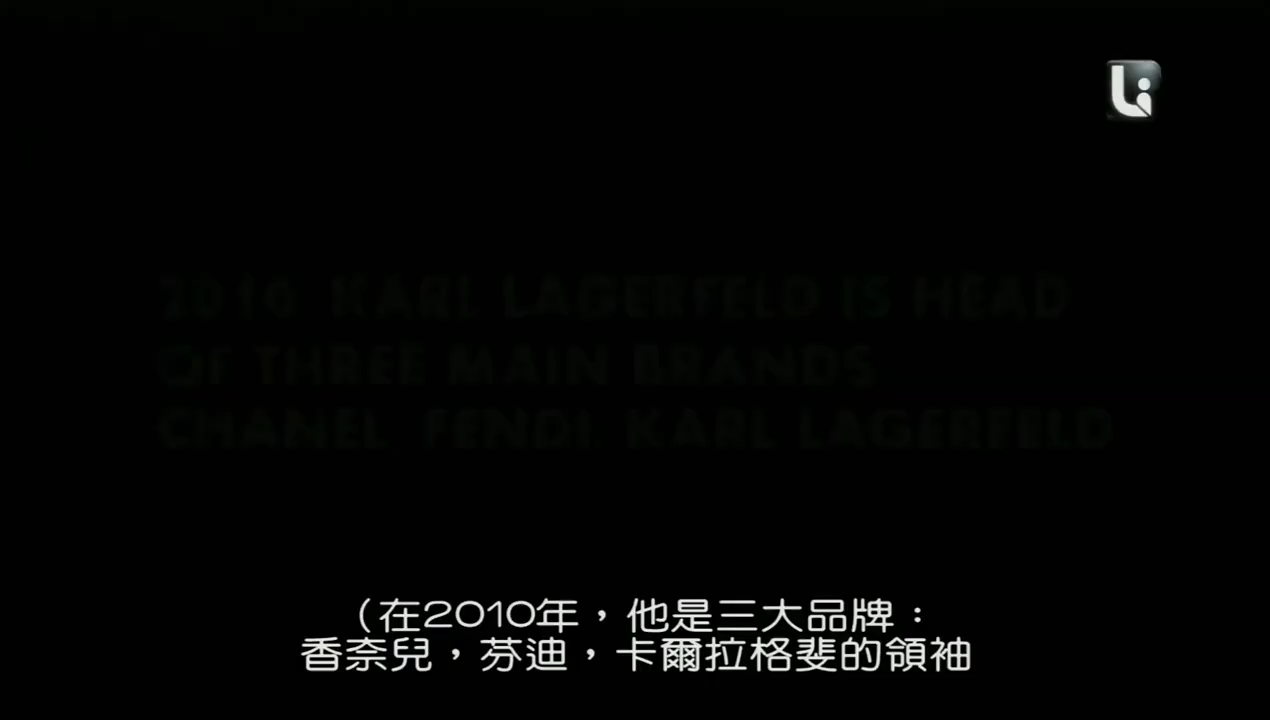 2010 KARL LAGERFELD IS HEAD
OF THREE MAIN BRANDS
CHANEL, FENDI, KARL LAGERFELD
（在2010年，他是三大品牌：
香奈兒，芬迪，卡爾拉格斐的領袖